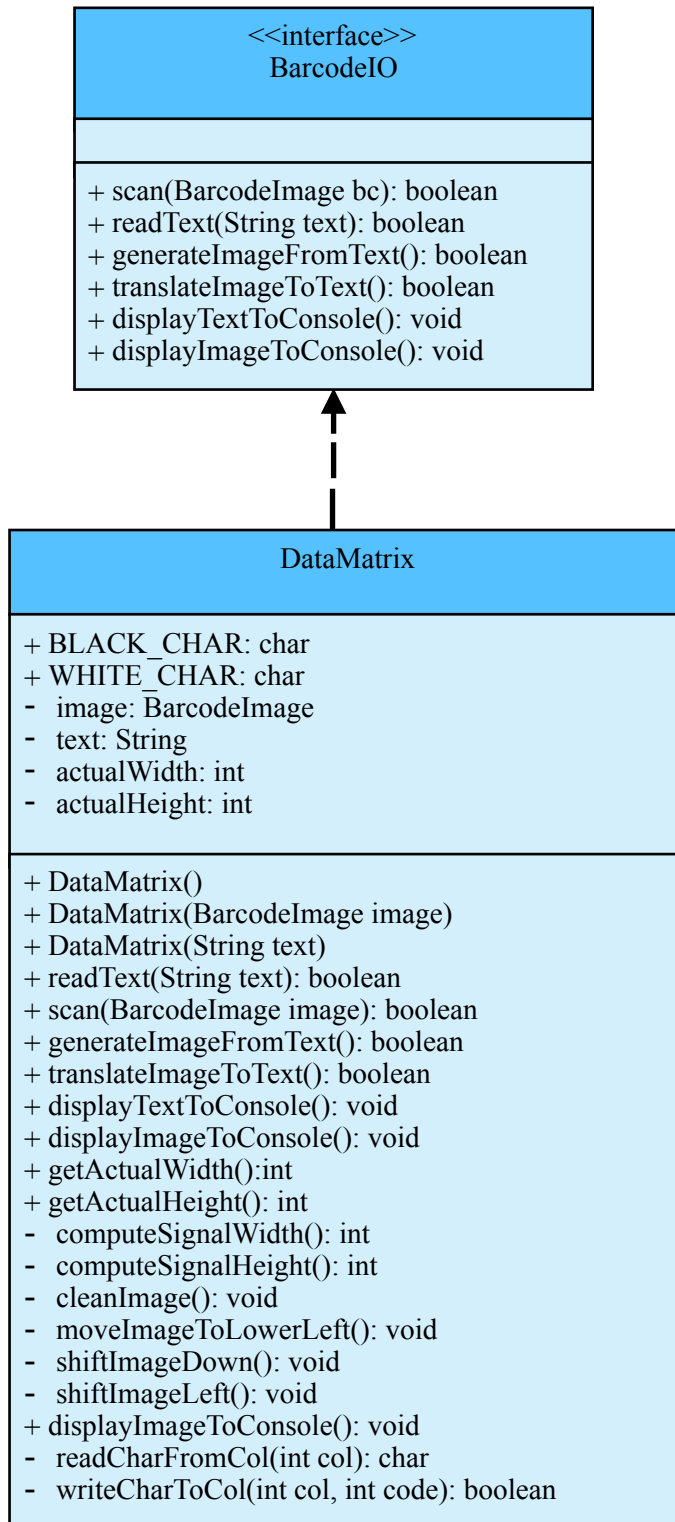 <<interface>>
BarcodeIO
+ scan(BarcodeImage bc): boolean
+ readText(String text): boolean
+ generateImageFromText(): boolean
+ translateImageToText(): boolean
+ displayTextToConsole(): void
+ displayImageToConsole(): void
DataMatrix
+ BLACK_CHAR: char
+ WHITE_CHAR: char
- image: BarcodeImage
- text: String
- actualWidth: int
- actualHeight: int
+ DataMatrix()
+ DataMatrix(BarcodeImage image)
+ DataMatrix(String text)
+ readText(String text): boolean
+ scan(BarcodeImage image): boolean
+ generateImageFromText(): boolean
+ translateImageToText(): boolean
+ displayTextToConsole(): void
+ displayImageToConsole(): void
+ getActualWidth():int
+ getActualHeight(): int
- computeSignalWidth(): int
- computeSignalHeight(): int
- cleanImage(): void
- moveImageToLowerLeft(): void
- shiftImageDown(): void
- shiftImageLeft(): void
+ displayImageToConsole(): void
- readCharFromCol(int col): char
- writeCharToCol(int col, int code): boolean